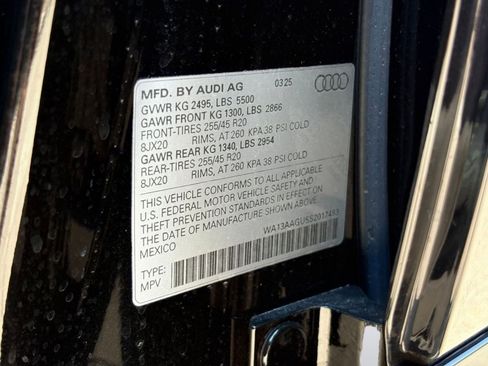 MFD. BY AUDI AG 03.25
GVWR KG 2495, LBS 5500
GAWR FRONT KG 1300, LBS 2866
FRONT-TIRES 255/45 R20
8JX20 RIMS, AT 260 KPA 38 PSI COLD
GAWR REAR KG 1340, LBS 2954
REAR-TIRES 255/45 R20
8JX20 RIMS, AT 260 KPA 38 PSI COLD
THIS VEHICLE CONFORMS TO ALL APPLICABLE
U.S. FEDERAL MOTOR VEHICLE SAFETY AND
THEFT PREVENTION STANDARDS IN EFFECT ON
THE DATE OF MANUFACTURE SHOWN ABOVE.
MEXICO
WA13AAGU5S2017493
TYPE:
MPV